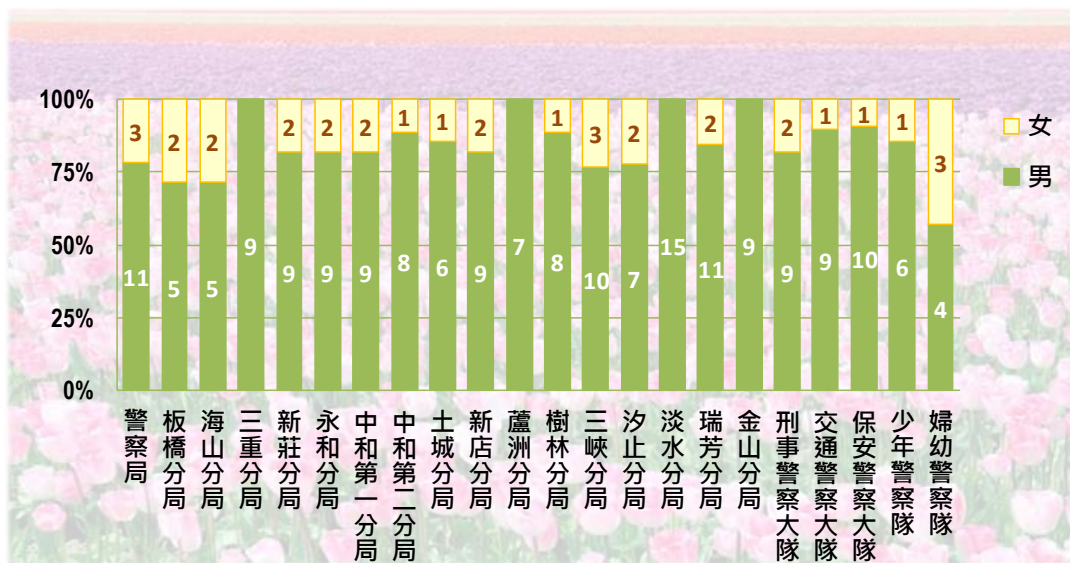 100%
75%
50%
25%
0%
3 2 2 2 2 2 1 1 2 1 3 2 2 2 1 1 1 3
11 5 5 9 9 9 9 8 6 9 7 8 10 7 15 11 9 9 9 10 6 4
女
男
警察局
板橋分局
海山分局
三重分局
新莊分局
永和分局
中和第一分局
中和第二分局
土城分局
新店分局
蘆洲分局
樹林分局
三峽分局
汐止分局
淡水分局
瑞芳分局
金山分局
刑事警察大隊
交通警察大隊
保安警察大隊
少年警察隊
婦幼警察隊